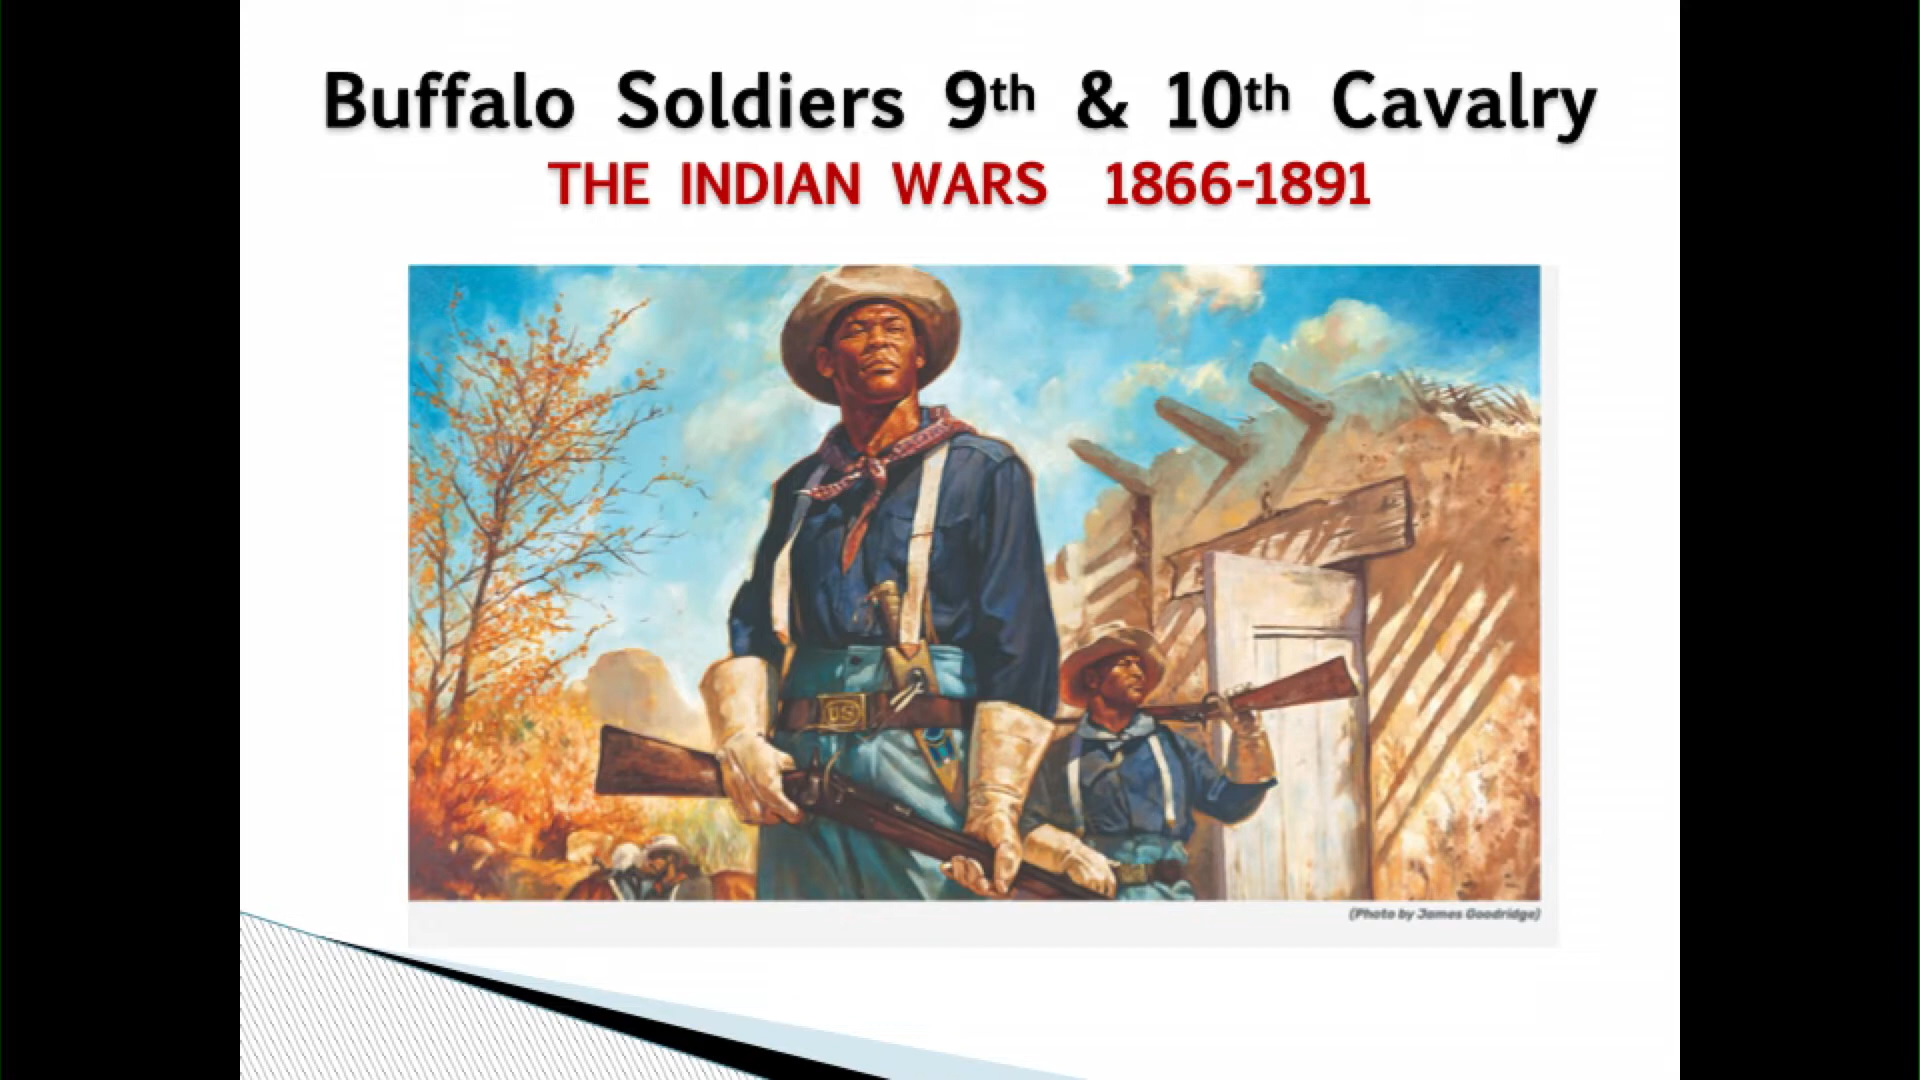 Buffalo Soldiers 9th & 10th Cavalry
THE INDIAN WARS 1866-1891
US
(Photo by James Goodridge)